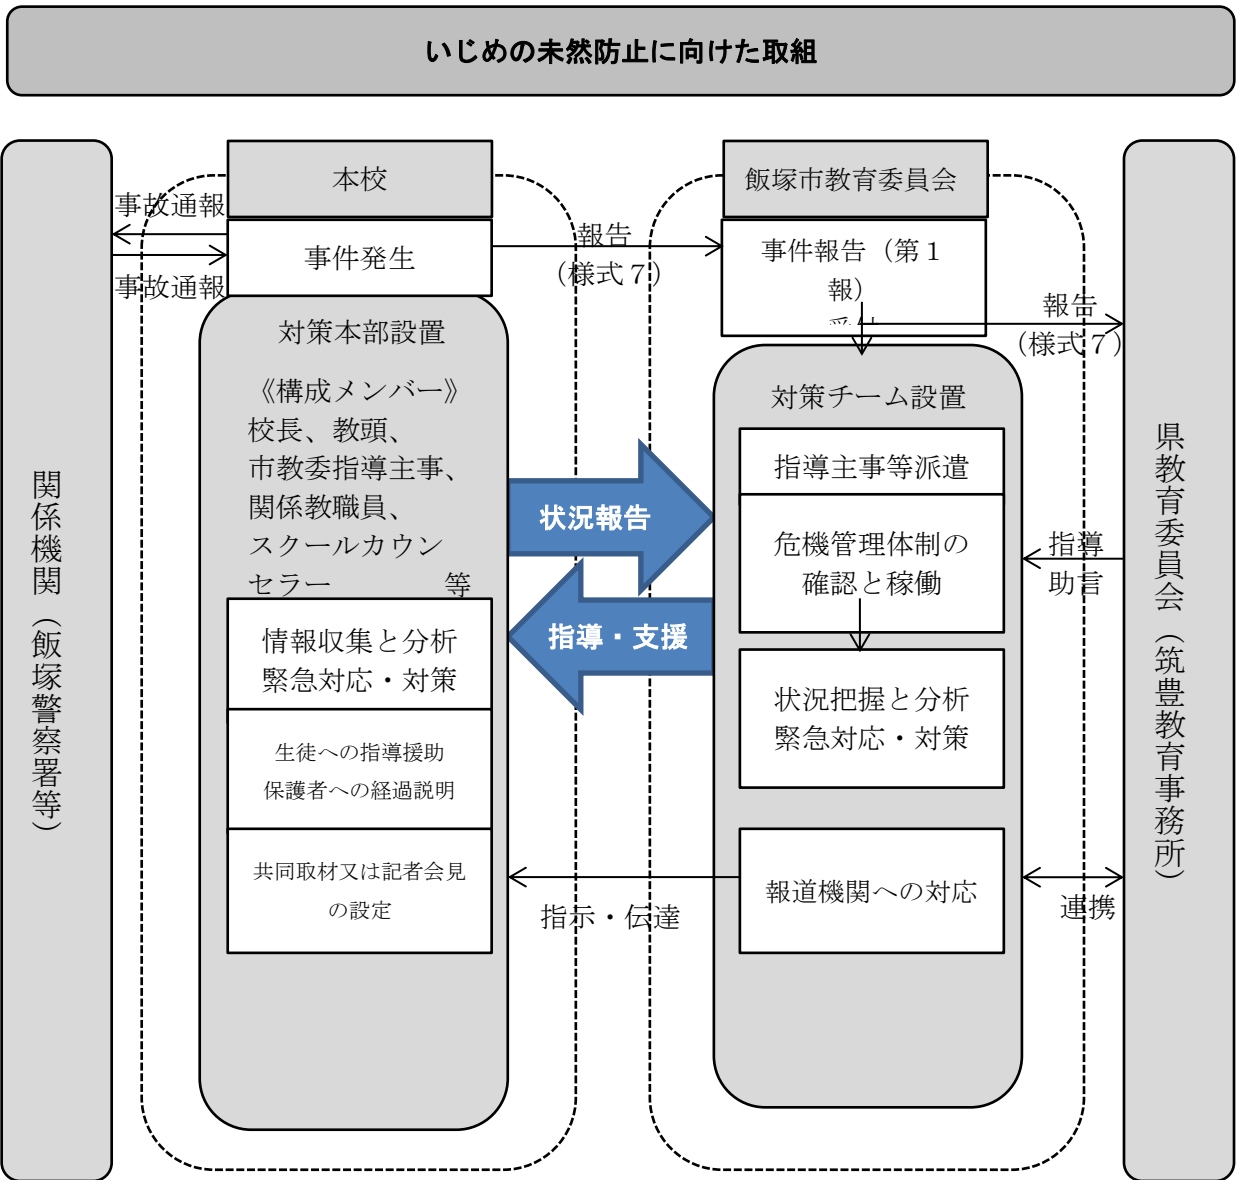 いじめの未然防止に向けた取組
関係機関（飯塚警察署等）
事故通報
事故通報
本校
事件発生
対策本部設置
《構成メンバー》
校長、教頭、
市教委指導主事、
関係教職員、
スクールカウン
セラー　　　　等
情報収集と分析
緊急対応・対策
生徒への指導援助
保護者への経過説明
共同取材又は記者会見
の設定
報告
（様式７）
状況報告
指導・支援
指示・伝達
飯塚市教育委員会
事件報告（第１
報）
対策チーム設置
指導主事等派遣
危機管理体制の
確認と稼働
状況把握と分析
緊急対応・対策
報道機関への対応
報告
（様式７）
指導
助言
連携
県教育委員会（筑豊教育事務所）